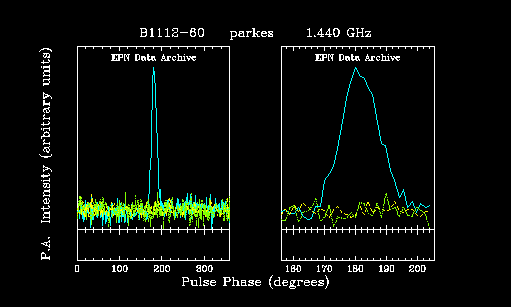 B1112-60 parkes 1.440 GHz
EPN Data Archive EPN Data Archive
Intensity (arbitrary units)
P.A.
0 100 200 300 160 170 180 190 200
Pulse Phase (degrees)